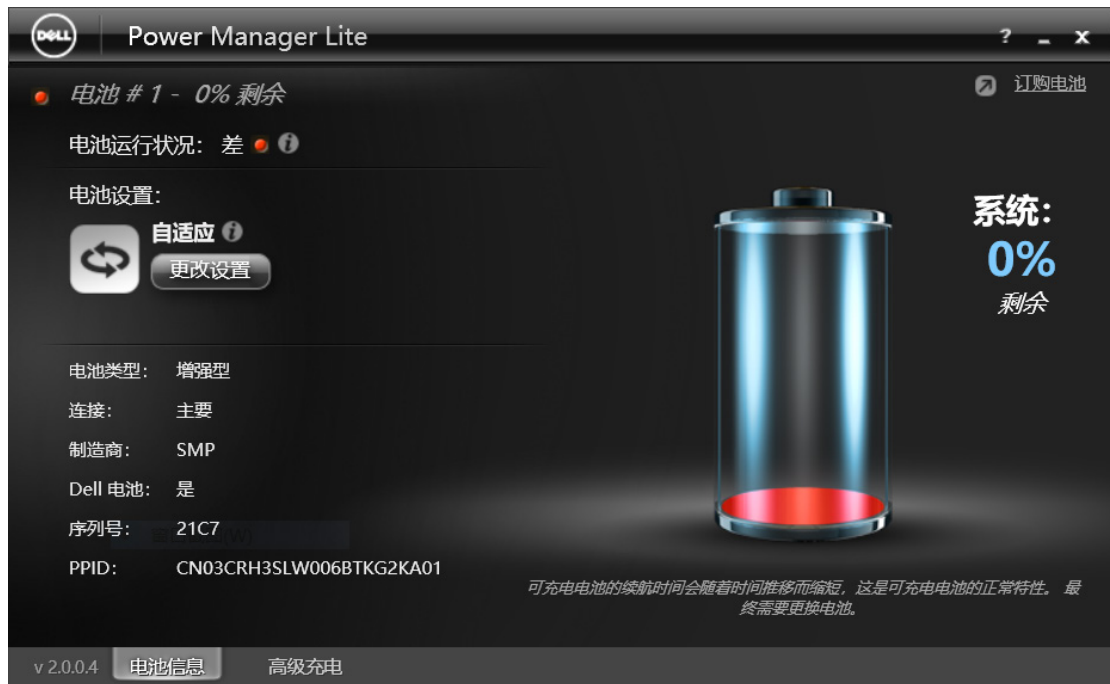 DELL Power Manager Lite ? _ x
电池 # 1 - 0% 剩余
订购电池
电池运行状况： 差
电池设置：
自适应
更改设置
系统：
0%
剩余
电池类型： 增强型
连接： 主要
制造商： SMP
Dell 电池： 是
序列号： 21C7
PPID： CN03CRH3SLW006BTKG2KA01
可充电电池的续航时间会随着时间推移而缩短，这是可充电电池的正常特性。 最
终需要更换电池。
v 2.0.0.4 电池信息 高级充电